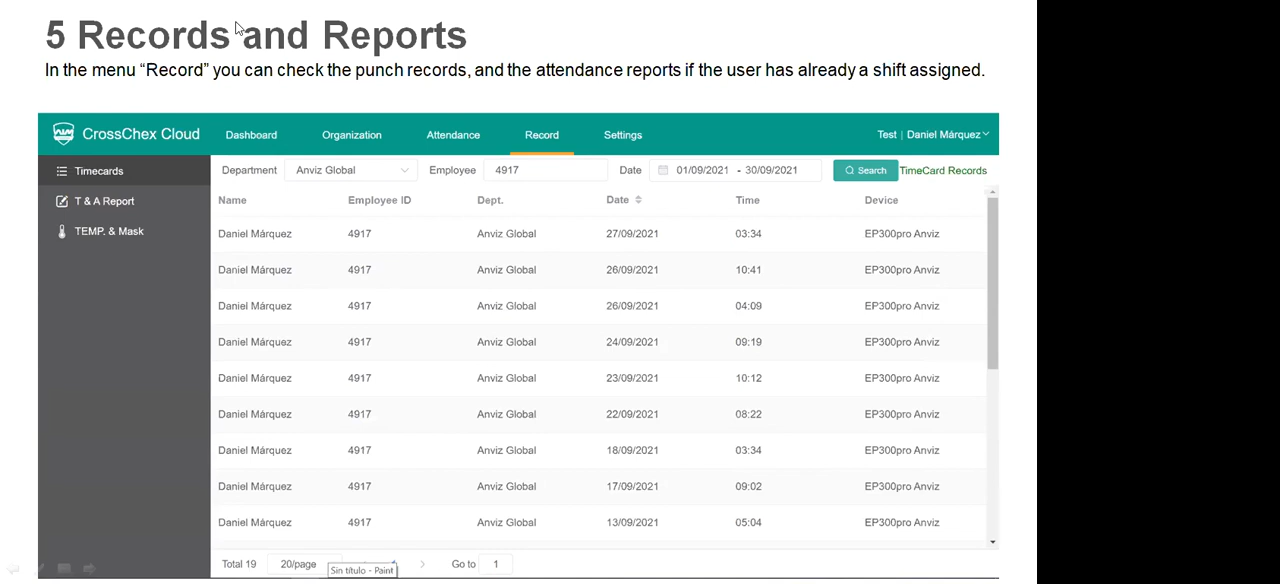 5 Records and Reports
In the menu “Record” you can check the punch records, and the attendance reports if the user has already a shift assigned.
CrossChex Cloud Dashboard Organization Attendance Record Settings Test | Daniel Márquez
Timecards Department Anviz Global Employee 4917 Date 01/09/2021 - 30/09/2021 Search TimeCard Records
T & A Report Name Employee ID Dept. Date Time Device
TEMP. & Mask Daniel Márquez 4917 Anviz Global 27/09/2021 03:34 EP300pro Anviz
Daniel Márquez 4917 Anviz Global 26/09/2021 10:41 EP300pro Anviz
Daniel Márquez 4917 Anviz Global 26/09/2021 04:09 EP300pro Anviz
Daniel Márquez 4917 Anviz Global 24/09/2021 09:19 EP300pro Anviz
Daniel Márquez 4917 Anviz Global 23/09/2021 10:12 EP300pro Anviz
Daniel Márquez 4917 Anviz Global 22/09/2021 08:22 EP300pro Anviz
Daniel Márquez 4917 Anviz Global 18/09/2021 03:34 EP300pro Anviz
Daniel Márquez 4917 Anviz Global 17/09/2021 09:02 EP300pro Anviz
Daniel Márquez 4917 Anviz Global 13/09/2021 05:04 EP300pro Anviz
Total 19 20/page Go to 1
Sin título - Paint